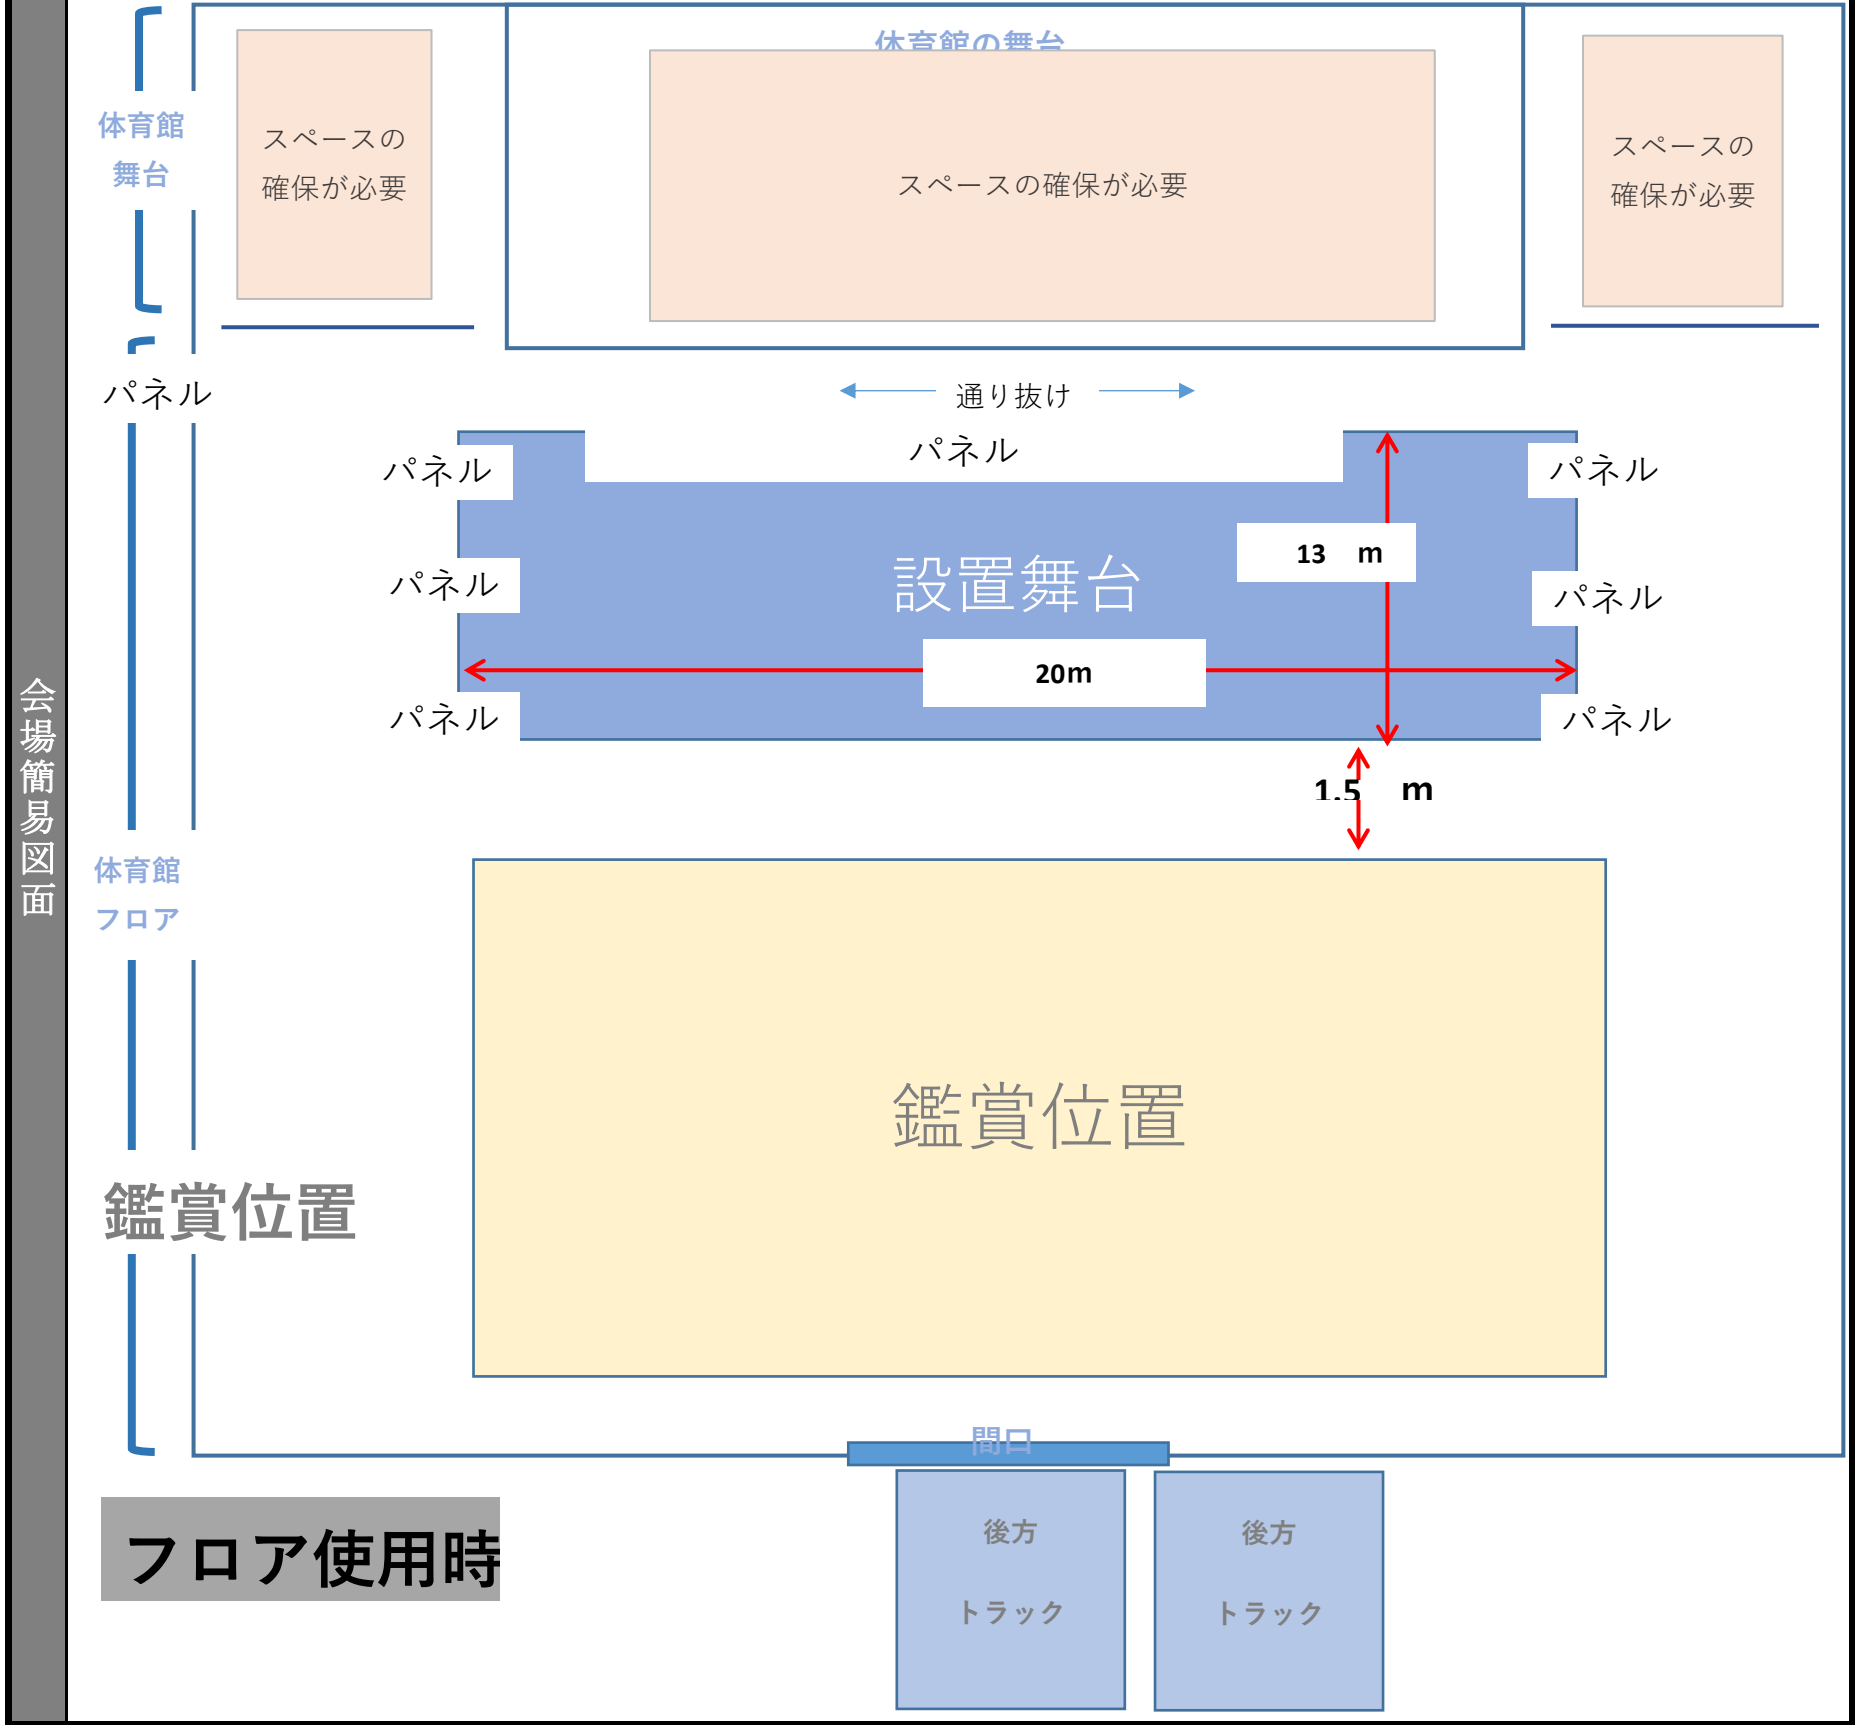 会場簡易図面
体育館の舞台
体育館
舞台
スペースの
確保が必要
スペースの確保が必要
スペースの
確保が必要
パネル
通り抜け
パネル
パネル
パネル
設置舞台
13 m
パネル
パネル
20m
パネル
パネル
1.5 m
体育館
フロア
鑑賞位置
鑑賞位置
間口
フロア使用時
後方
トラック
後方
トラック
パネル